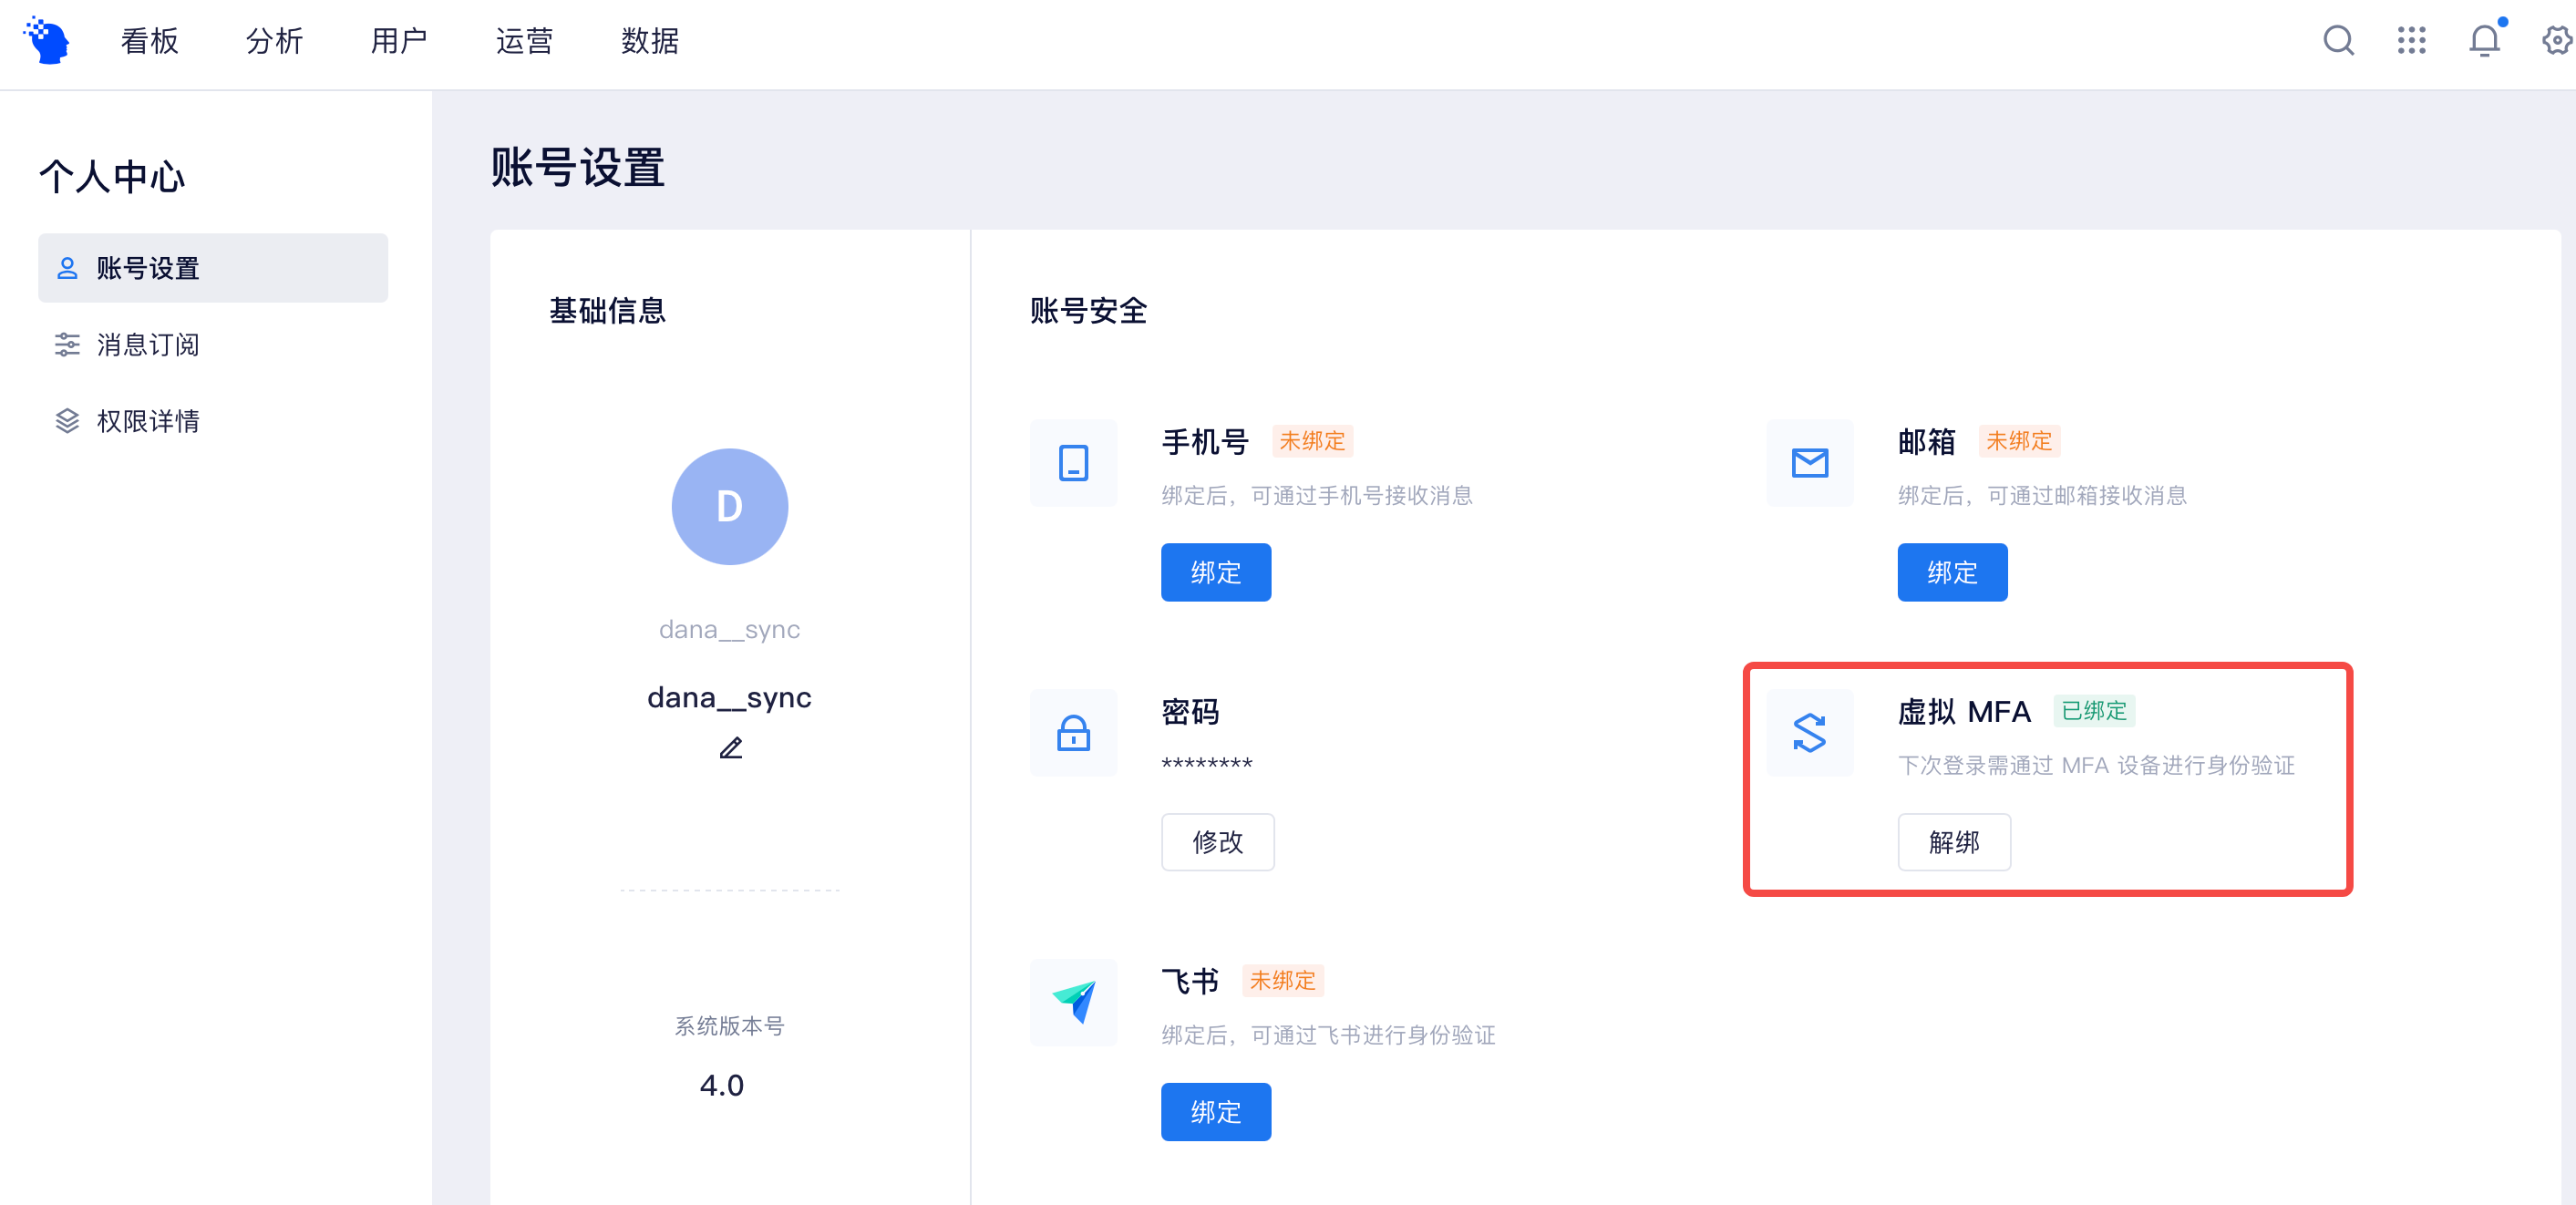 看板 分析 用户 运营 数据
个人中心
账号设置
消息订阅
权限详情
账号设置
基础信息
D
dana__sync
dana__sync
系统版本号
4.0
账号安全
手机号 未绑定
绑定后，可通过手机号接收消息
绑定
邮箱 未绑定
绑定后，可通过邮箱接收消息
绑定
密码
********
修改
虚拟 MFA 已绑定
下次登录需通过 MFA 设备进行身份验证
解绑
飞书 未绑定
绑定后，可通过飞书进行身份验证
绑定